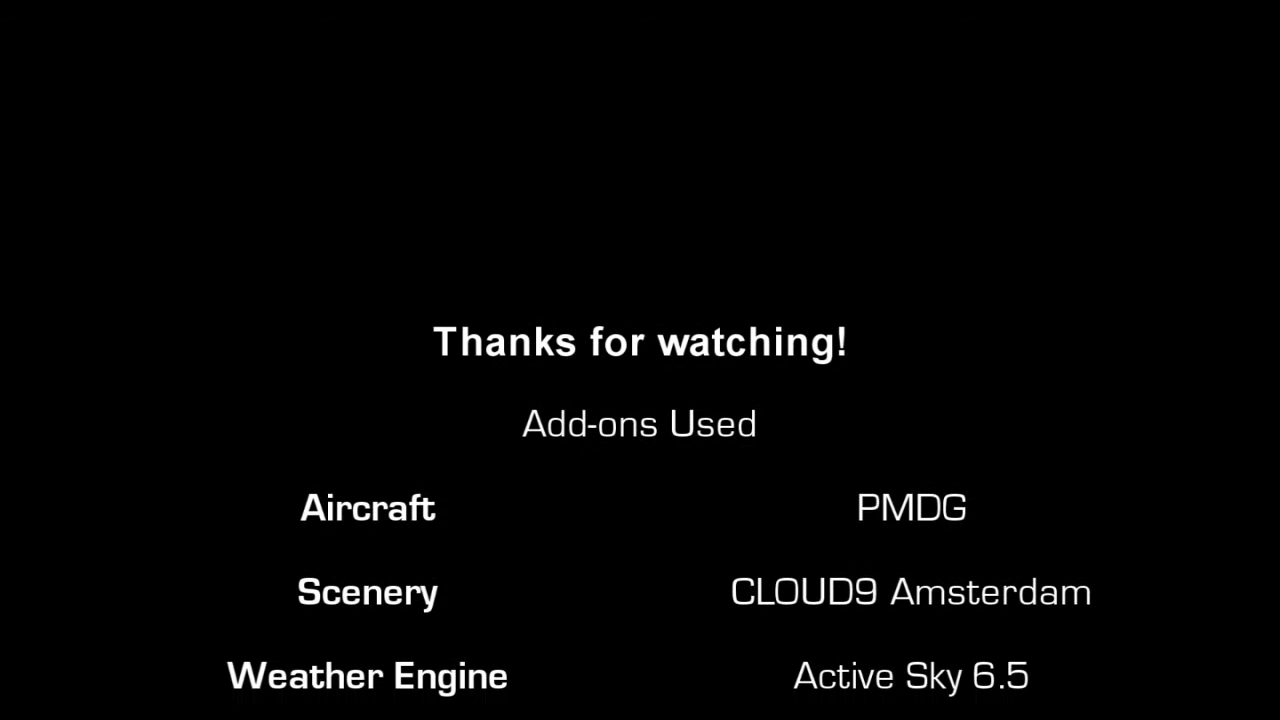 Thanks for watching!
Add-ons Used
Aircraft PMDG
Scenery CLOUD9 Amsterdam
Weather Engine Active Sky 6.5